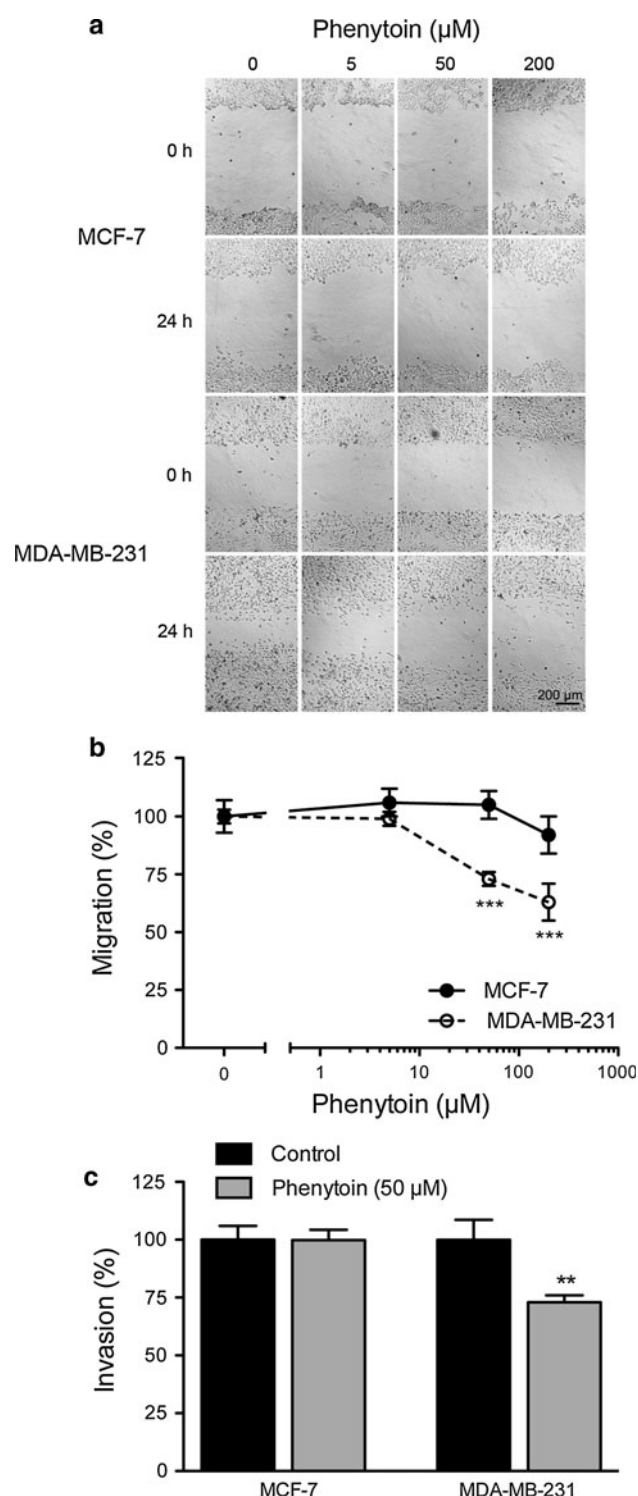 a
Phenytoin (µM)
0 5 50 200
0 h
MCF-7
24 h
0 h
MDA-MB-231
24 h
200 µm
b
125
100
75
50
25
0
Migration (%)
***
***
MCF-7
MDA-MB-231
0 1 10 100 1000
Phenytoin (µM)
c
Control
Phenytoin (50 µM)
125
100
75
50
25
0
Invasion (%)
**
MCF-7 MDA-MB-231